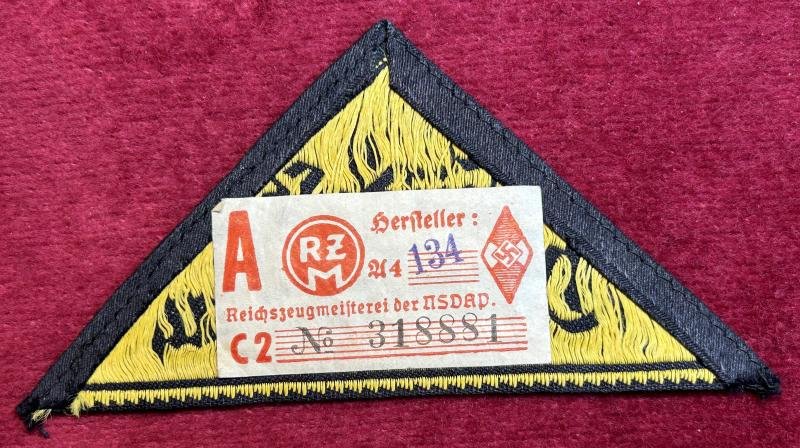 A
RZM
Hersteller:
A4 134
Reichszeugmeisterei der NSDAP.
C2 № 318881